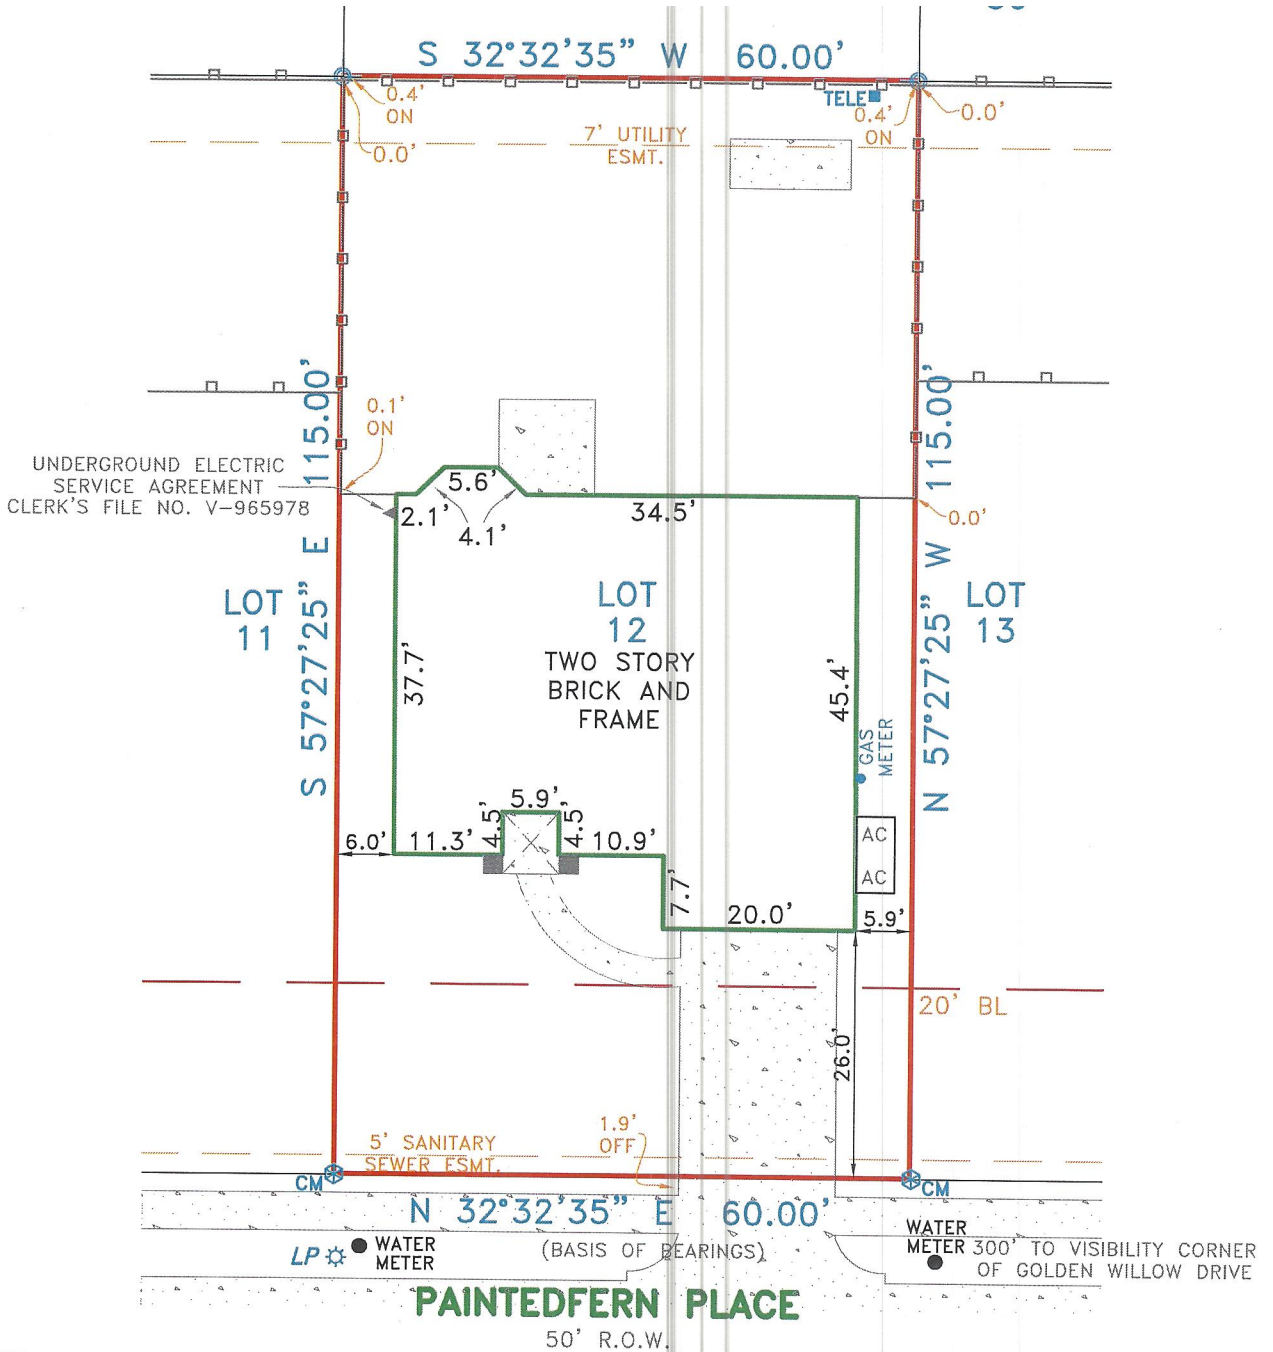 S 32°32'35" W 60.00'
TELE
0.4'
ON
0.0'
0.4'
ON
0.0'
7' UTILITY
ESMT.
S 57°27'25" E 115.00'
N 57°27'25" W 115.00'
0.1'
ON
UNDERGROUND ELECTRIC
SERVICE AGREEMENT
CLERK'S FILE NO. V-965978
5.6'
2.1'
4.1'
34.5'
0.0'
LOT
11
LOT
12
LOT
13
TWO STORY
BRICK AND
FRAME
37.7'
45.4'
GAS
METER
5.9'
4.5'
4.5'
6.0'
11.3'
10.9'
AC
AC
7.7'
20.0'
5.9'
20' BL
26.0'
1.9'
OFF
5' SANITARY
SEWER ESMT.
CM
CM
N 32°32'35" E 60.00'
(BASIS OF BEARINGS)
LP
WATER
METER
WATER
METER
300' TO VISIBILITY CORNER
OF GOLDEN WILLOW DRIVE
PAINTEDFERN PLACE
50' R.O.W.